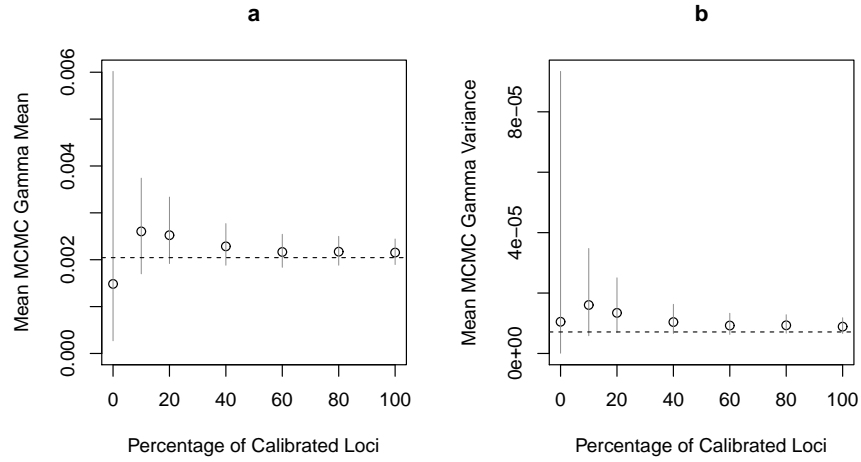 a
b
Mean MCMC Gamma Mean
0.000 0.002 0.004 0.006
0 20 40 60 80 100
Percentage of Calibrated Loci
Mean MCMC Gamma Variance
0e+00 4e−05 8e−05
0 20 40 60 80 100
Percentage of Calibrated Loci